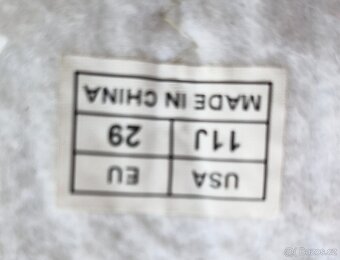 USA EU
11J 29
MADE IN CHINA
Bazos.cz